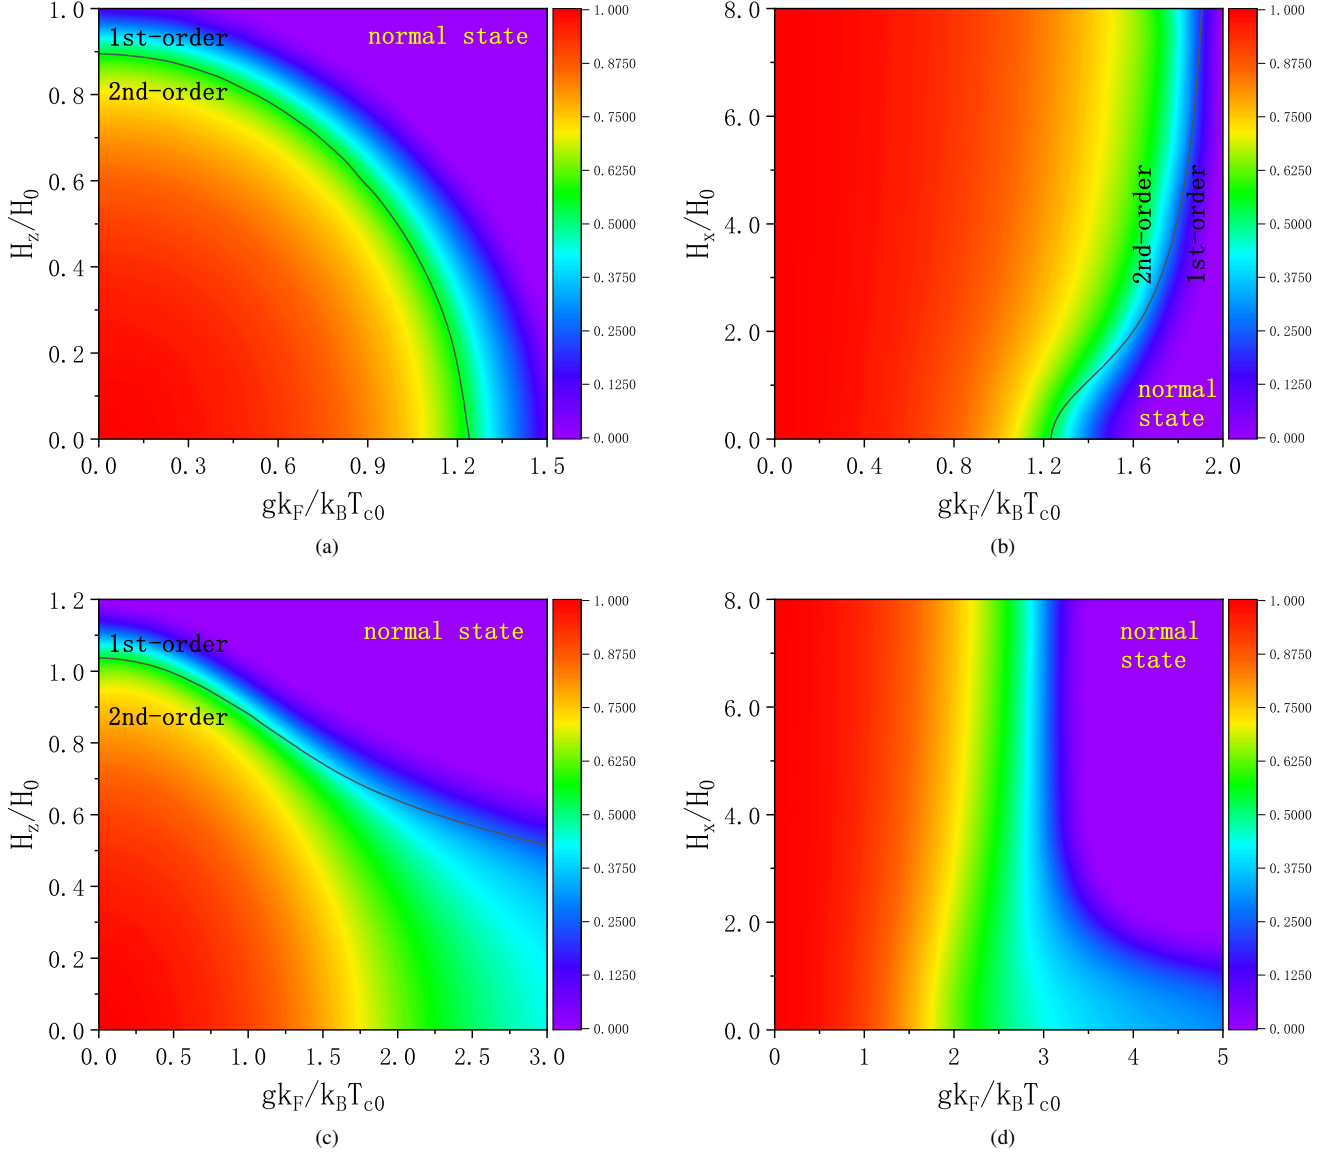 1.0
0.8
0.6
0.4
0.2
0.0
H_z/H_0
1st-order
2nd-order
normal state
0.0 0.3 0.6 0.9 1.2 1.5
gk_F/k_BT_c0
1.000
0.8750
0.7500
0.6250
0.5000
0.3750
0.2500
0.1250
0.000
(a)
8.0
6.0
4.0
2.0
0.0
H_x/H_0
2nd-order
1st-order
normal
state
0.0 0.4 0.8 1.2 1.6 2.0
gk_F/k_BT_c0
1.000
0.8750
0.7500
0.6250
0.5000
0.3750
0.2500
0.1250
0.000
(b)
1.2
1.0
0.8
0.6
0.4
0.2
0.0
H_z/H_0
1st-order
2nd-order
normal state
0.0 0.5 1.0 1.5 2.0 2.5 3.0
gk_F/k_BT_c0
1.000
0.8750
0.7500
0.6250
0.5000
0.3750
0.2500
0.1250
0.000
(c)
8.0
6.0
4.0
2.0
0.0
H_x/H_0
normal
state
0 1 2 3 4 5
gk_F/k_BT_c0
1.000
0.8750
0.7500
0.6250
0.5000
0.3750
0.2500
0.1250
0.000
(d)